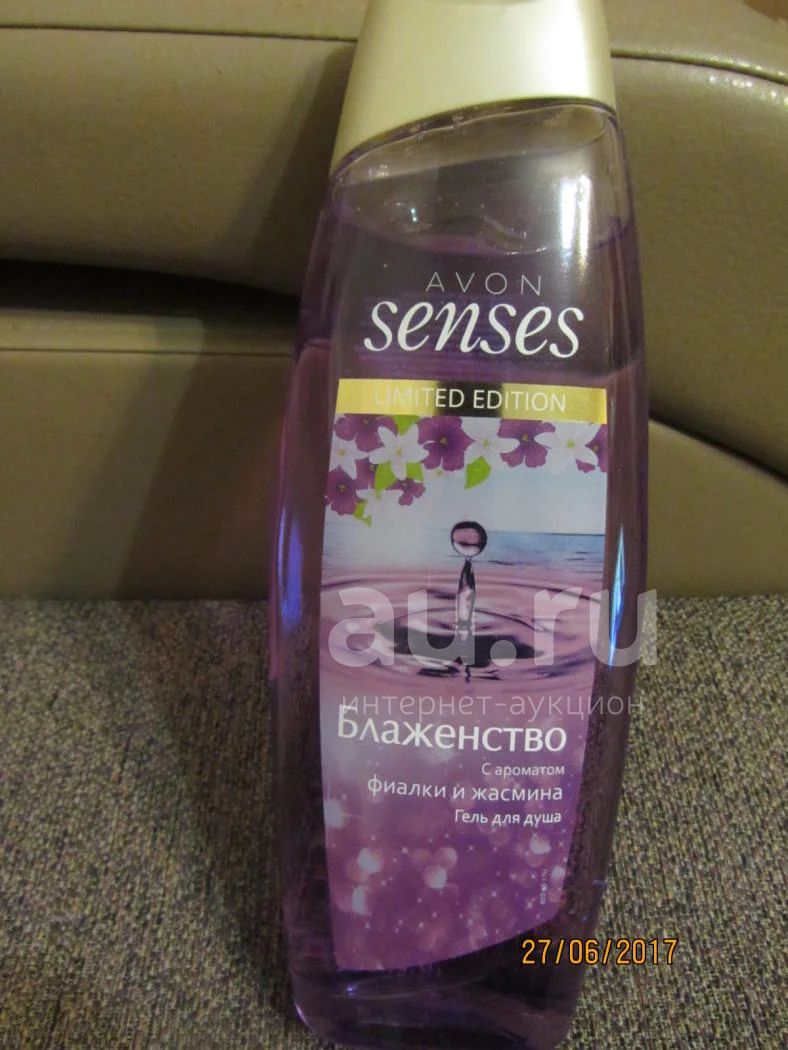 AVON
senses
LIMITED EDITION
au.ru
интернет-аукцион
Блаженство
С ароматом
фиалки и жасмина
Гель для душа
27/06/2017